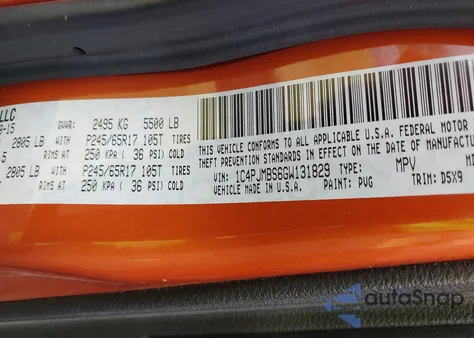 LLC
GVWR: 2495 KG 5500 LB
-15
2805 LB WITH P245/65R17 105T
.5 RIMS AT 250 KPA ( 36 PSI) COLD
2805 LB WITH P245/65R17 105T
RIMS AT 250 KPA ( 36 PSI) COLD
THIS VEHICLE CONFORMS TO ALL APPLICABLE U.S.A. FEDERAL MOTOR
THEFT PREVENTION STANDARDS IN EFFECT ON THE DATE OF MANUFACTU
VIN: 1C4PJMBS6GW131829 TYPE: MPV
VEHICLE MADE IN U.S.A. PAINT: PVG TRIM: D5X9
autoSnap